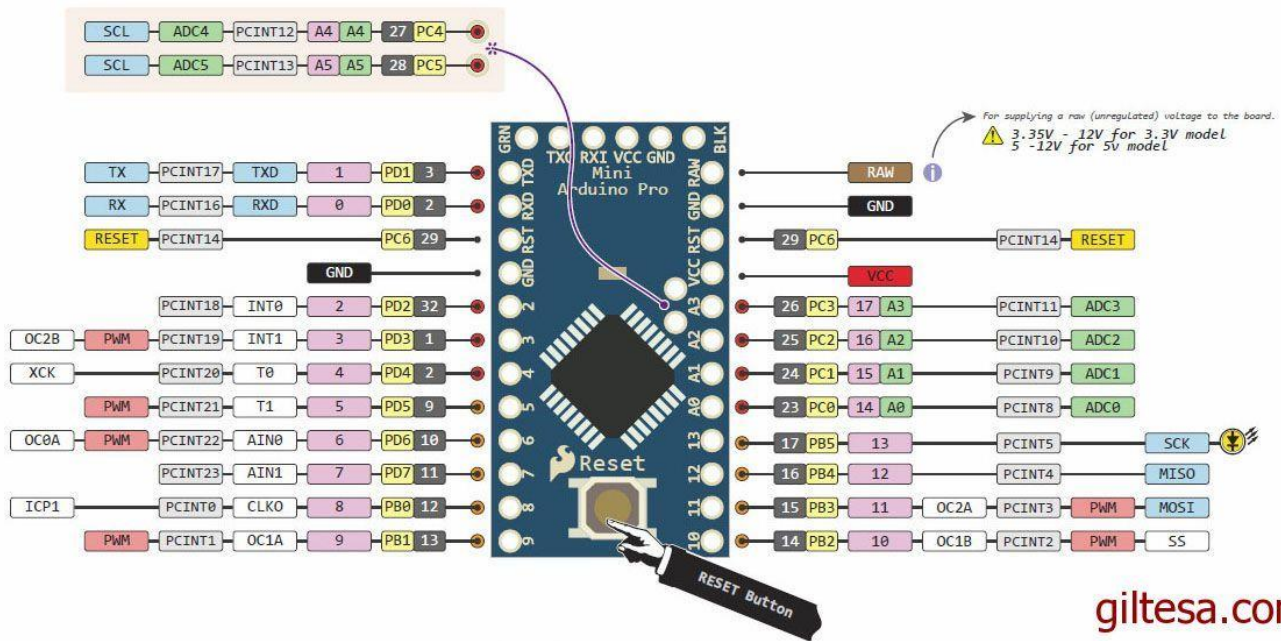 SCL ADC4 PCINT12 A4 A4 27 PC4
SCL ADC5 PCINT13 A5 A5 28 PC5
For supplying a raw (unregulated) voltage to the board.
3.35V - 12V for 3.3V model
5 -12V for 5v model
GRN TXO RXI VCC GND BLK
Mini
Arduino Pro
TX PCINT17 TXD 1 PD1 3 TXD RAW RAW
RX PCINT16 RXD 0 PD0 2 RXD GND GND
RESET PCINT14 PC6 29 RST RST 29 PC6 PCINT14 RESET
GND GND VCC VCC
PCINT18 INT0 2 PD2 32 2 A3 26 PC3 17 A3 PCINT11 ADC3
OC2B PWM PCINT19 INT1 3 PD3 1 3 A2 25 PC2 16 A2 PCINT10 ADC2
XCK PCINT20 T0 4 PD4 2 4 A1 24 PC1 15 A1 PCINT9 ADC1
PWM PCINT21 T1 5 PD5 9 5 A0 23 PC0 14 A0 PCINT8 ADC0
OC0A PWM PCINT22 AIN0 6 PD6 10 6 13 17 PB5 13 PCINT5 SCK
Reset
PCINT23 AIN1 7 PD7 11 7 12 16 PB4 12 PCINT4 MISO
ICP1 PCINT0 CLKO 8 PB0 12 8 11 15 PB3 11 OC2A PCINT3 PWM MOSI
PWM PCINT1 OC1A 9 PB1 13 9 10 14 PB2 10 OC1B PCINT2 PWM SS
RESET Button